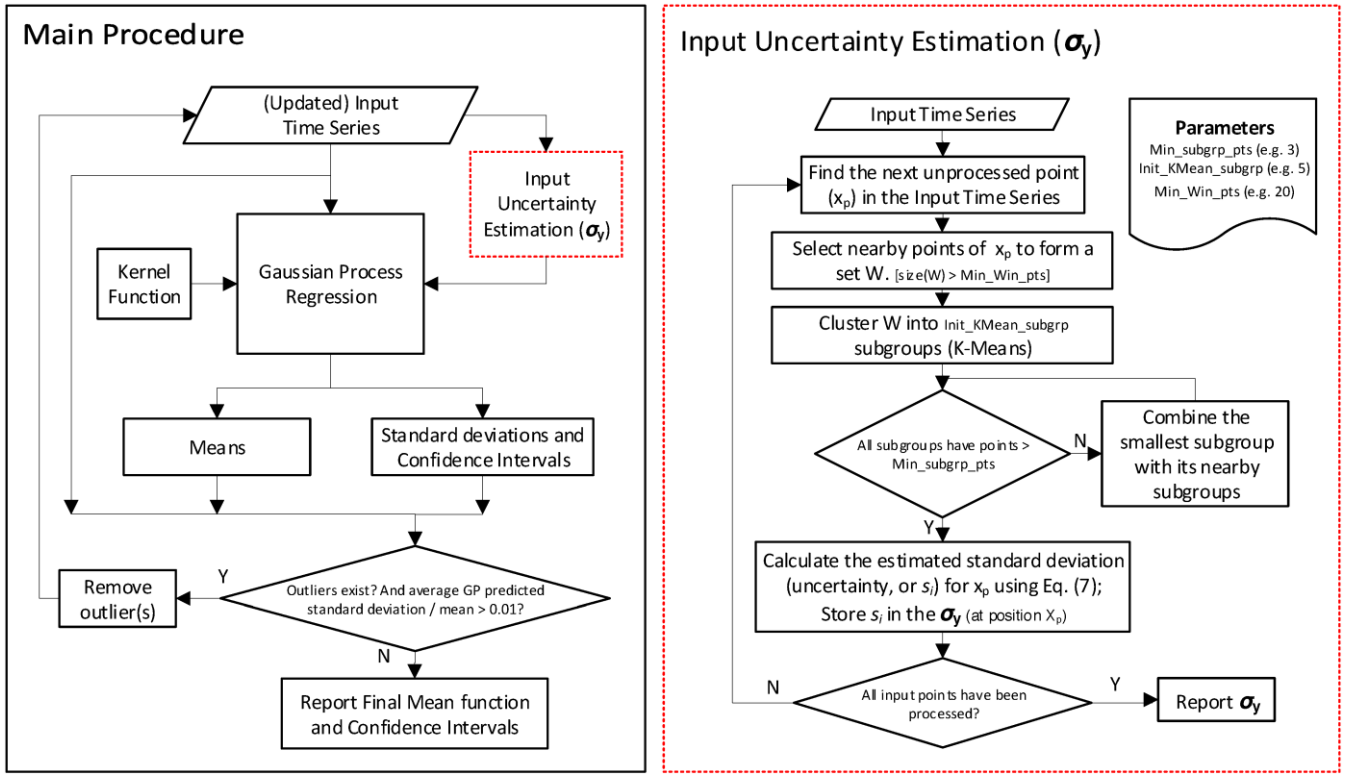 Main Procedure
(Updated) Input
Time Series
Input
Uncertainty
Estimation (σy)
Kernel
Function
Gaussian Process
Regression
Means
Standard deviations and
Confidence Intervals
Outliers exist? And average GP predicted
standard deviation / mean > 0.01?
Y
Remove
outlier(s)
N
Report Final Mean function
and Confidence Intervals
Input Uncertainty Estimation (σy)
Input Time Series
Parameters
Min_subgrp_pts (e.g. 3)
Init_KMean_subgrp (e.g. 5)
Min_Win_pts (e.g. 20)
Find the next unprocessed point
(xp) in the Input Time Series
Select nearby points of xp to form a
set W. [size(W) > Min_Win_pts]
Cluster W into Init_KMean_subgrp
subgroups (K-Means)
All subgroups have points >
Min_subgrp_pts
N
Combine the
smallest subgroup
with its nearby
subgroups
Y
Calculate the estimated standard deviation
(uncertainty, or si) for xp using Eq. (7);
Store si in the σy (at position Xp)
All input points have been
processed?
N
Y
Report σy